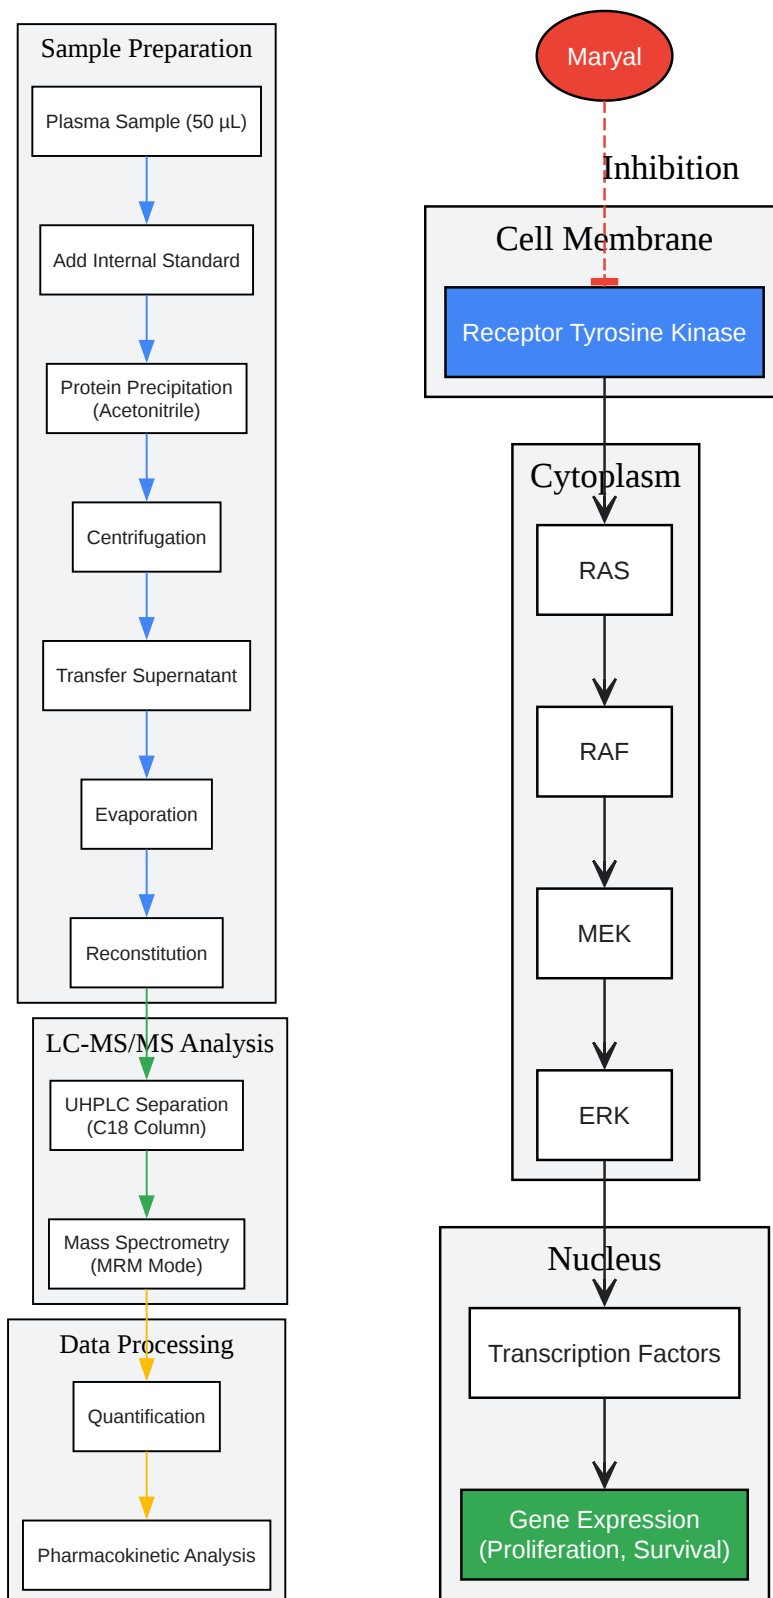 Sample Preparation
Plasma Sample (50 µL)
Add Internal Standard
Protein Precipitation
(Acetonitrile)
Centrifugation
Transfer Supernatant
Evaporation
Reconstitution
LC-MS/MS Analysis
UHPLC Separation
(C18 Column)
Mass Spectrometry
(MRM Mode)
Data Processing
Quantification
Pharmacokinetic Analysis
Maryal
Inhibition
Cell Membrane
Receptor Tyrosine Kinase
Cytoplasm
RAS
RAF
MEK
ERK
Nucleus
Transcription Factors
Gene Expression
(Proliferation, Survival)